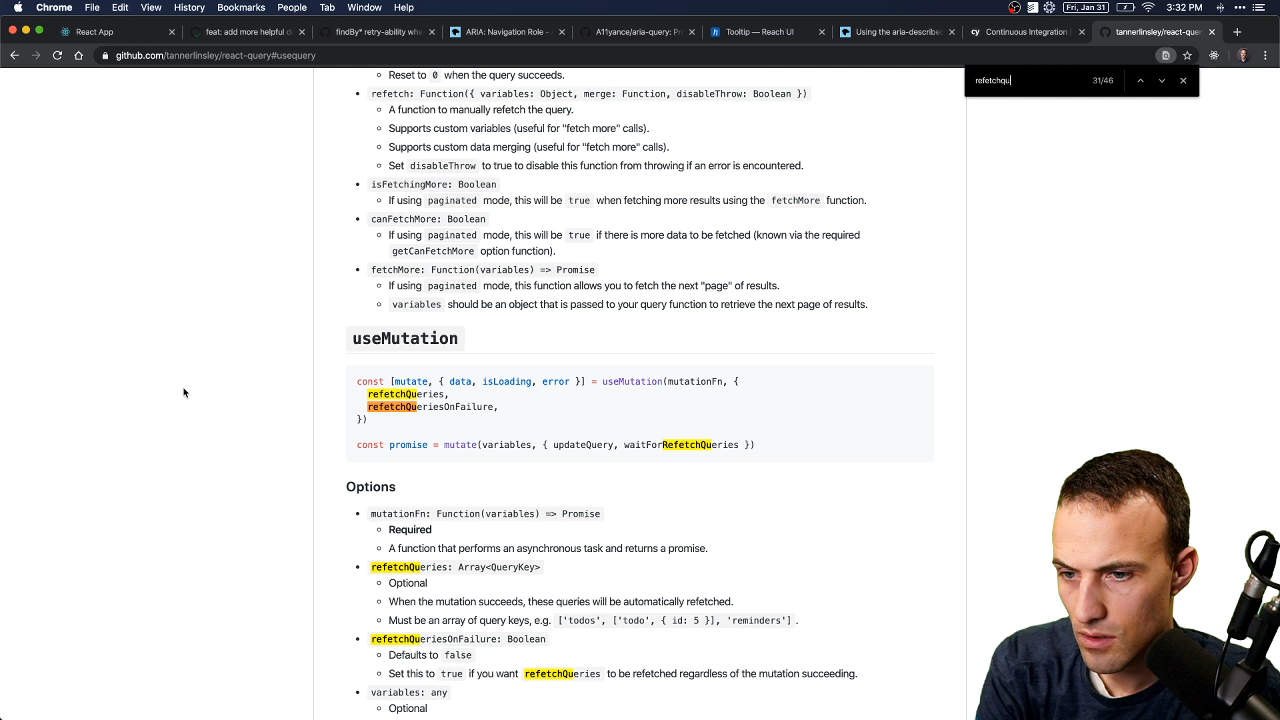 Chrome File Edit View History Bookmarks People Tab Window Help
31 Fri Jan 31 3:32 PM
React App
feat: add more helpful d
findBy* retry-ability wh
ARIA: Navigation Role -
A11yance/aria-query: Pr
Tooltip — Reach UI
Using the aria-describe
cy Continuous Integration
tannerlinsley/react-que
github.com/tannerlinsley/react-query#usequery
refetchqu 31/46
Reset to 0 when the query succeeds.
refetch: Function({ variables: Object, merge: Function, disableThrow: Boolean })
A function to manually refetch the query.
Supports custom variables (useful for "fetch more" calls).
Supports custom data merging (useful for "fetch more" calls).
Set disableThrow to true to disable this function from throwing if an error is encountered.
isFetchingMore: Boolean
If using paginated mode, this will be true when fetching more results using the fetchMore function.
canFetchMore: Boolean
If using paginated mode, this will be true if there is more data to be fetched (known via the required
getCanFetchMore option function).
fetchMore: Function(variables) => Promise
If using paginated mode, this function allows you to fetch the next "page" of results.
variables should be an object that is passed to your query function to retrieve the next page of results.
useMutation
const [mutate, { data, isLoading, error }] = useMutation(mutationFn, {
refetchQueries,
refetchQueriesOnFailure,
})
const promise = mutate(variables, { updateQuery, waitForRefetchQueries })
Options
mutationFn: Function(variables) => Promise
Required
A function that performs an asynchronous task and returns a promise.
refetchQueries: Array<QueryKey>
Optional
When the mutation succeeds, these queries will be automatically refetched.
Must be an array of query keys, e.g. ['todos', ['todo', { id: 5 }], 'reminders'].
refetchQueriesOnFailure: Boolean
Defaults to false
Set this to true if you want refetchQueries to be refetched regardless of the mutation succeeding.
variables: any
Optional